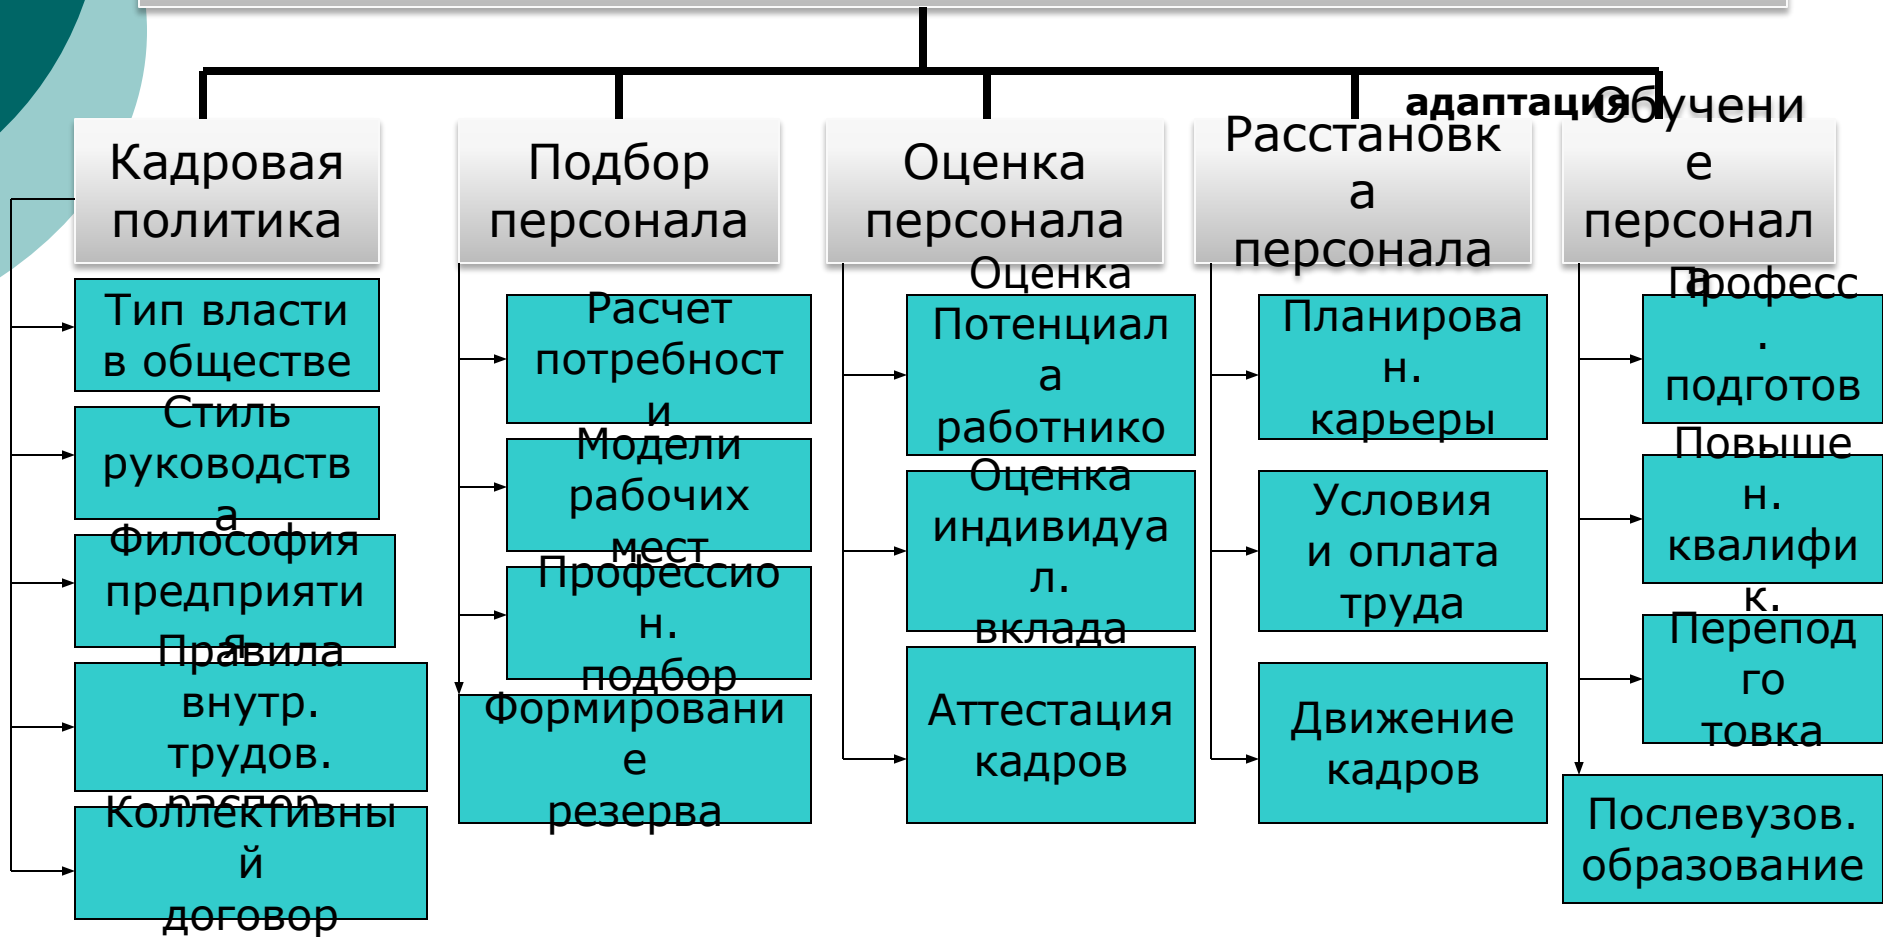 адаптация
Кадровая
политика
Тип власти
в обществе
Стиль
руководств
а
Философия
предприяти
я
Правила
внутр.
трудов.
распор.
Коллективны
й
договор
Подбор
персонала
Расчет
потребност
и
Модели
рабочих
мест
Профессио
н.
подбор
Формировани
е
резерва
Оценка
персонала
Оценка
Потенциал
а
работнико
Оценка
индивидуа
л.
вклада
Аттестация
кадров
Расстановк
а
персонала
Планирова
н.
карьеры
Условия
и оплата
труда
Движение
кадров
Обучени
е
персонал
а
Професс
.
подготов
Повыше
н.
квалифи
к.
Перепод
го
товка
Послевузов.
образование